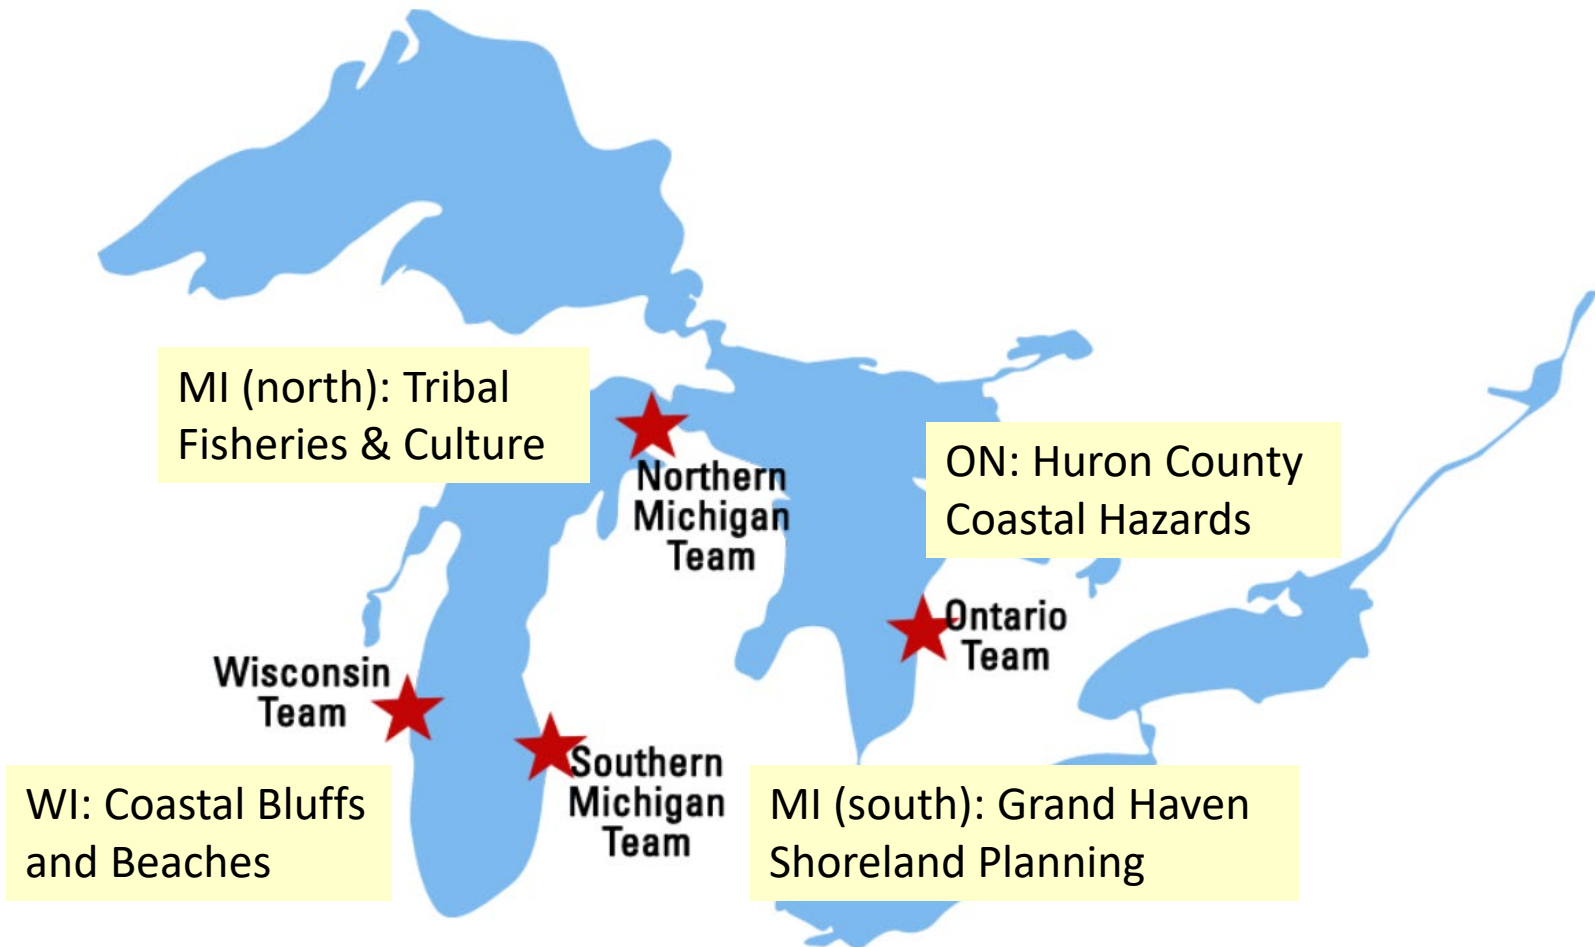 MI (north): Tribal
Fisheries & Culture
Northern
Michigan
Team
ON: Huron County
Coastal Hazards
Ontario
Team
Wisconsin
Team
Southern
Michigan
Team
WI: Coastal Bluffs
and Beaches
MI (south): Grand Haven
Shoreland Planning